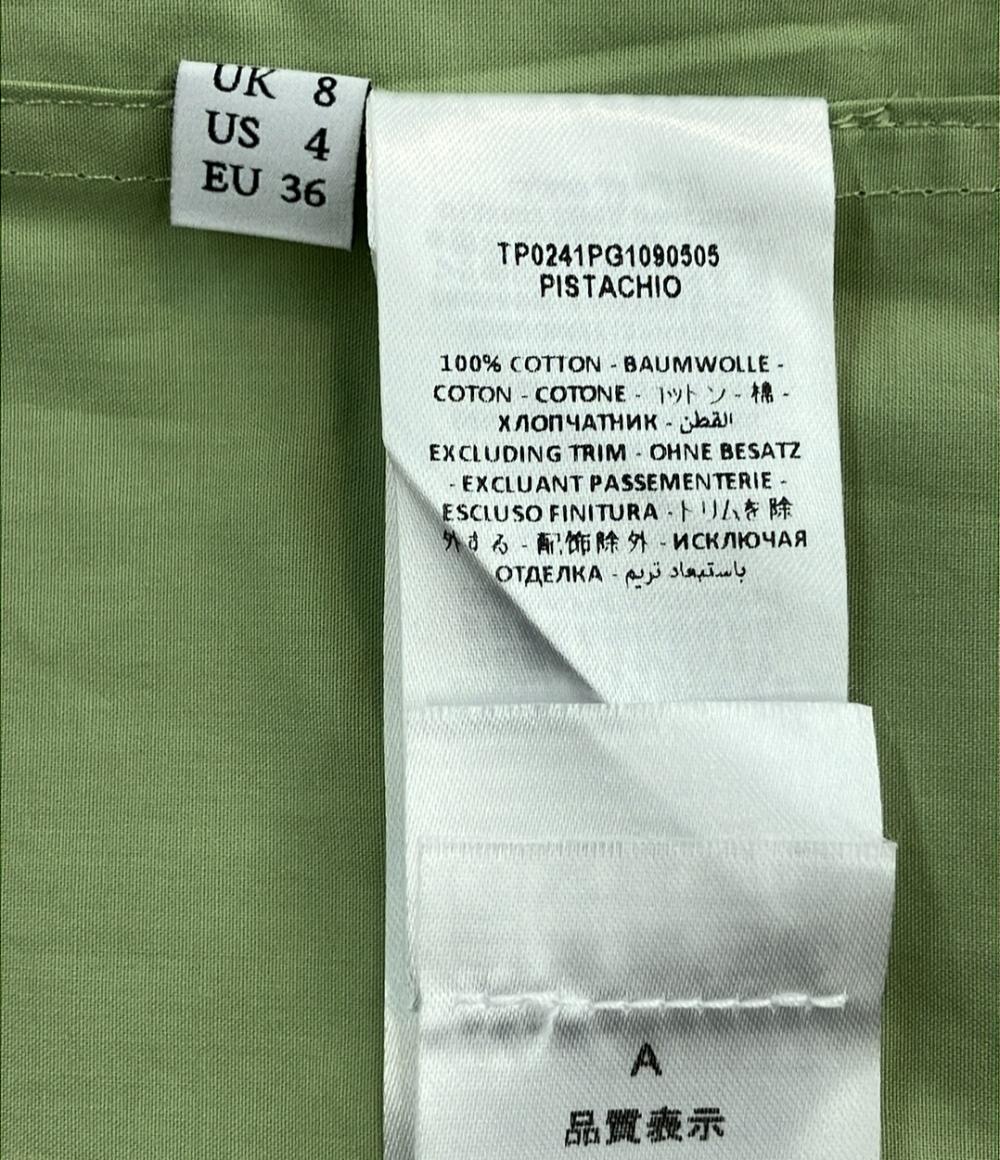 UK 8
US 4
EU 36
TP0241PG1090505
PISTACHIO
100% COTTON - BAUMWOLLE -
COTON - COTONE - コットン - 棉 -
ХЛОПЧАТНИК - القطن
EXCLUDING TRIM - OHNE BESATZ
- EXCLUANT PASSEMENTERIE -
ESCLUSO FINITURA - トリムを除
外する - 配饰除外 - ИСКЛЮЧАЯ
ОТДЕЛКА - باستبعاد تريم
A
品質表示